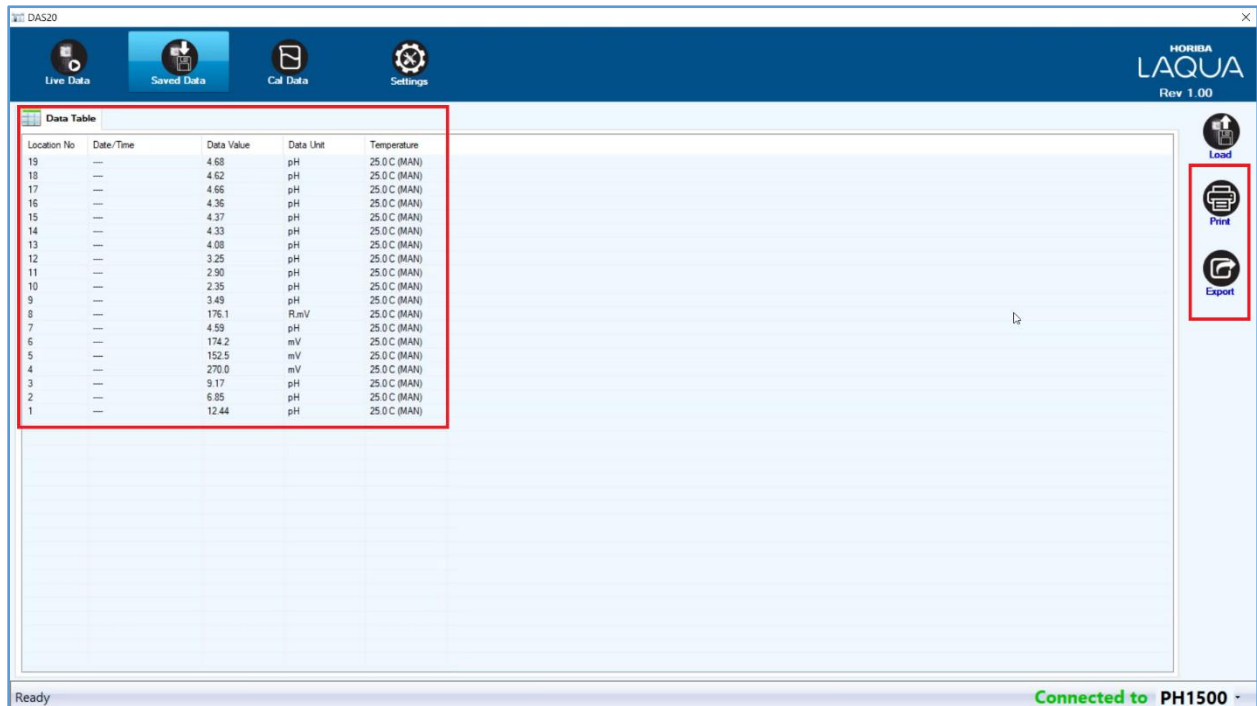 DAS20
Live Data
Saved Data
Cal Data
Settings
HORIBA
LAQUA
Rev 1.00
Data Table
Location No Date/Time Data Value Data Unit Temperature
19 — 4.68 pH 25.0 C (MAN)
18 — 4.62 pH 25.0 C (MAN)
17 — 4.66 pH 25.0 C (MAN)
16 — 4.36 pH 25.0 C (MAN)
15 — 4.37 pH 25.0 C (MAN)
14 — 4.33 pH 25.0 C (MAN)
13 — 4.08 pH 25.0 C (MAN)
12 — 3.25 pH 25.0 C (MAN)
11 — 2.90 pH 25.0 C (MAN)
10 — 2.35 pH 25.0 C (MAN)
9 — 3.49 pH 25.0 C (MAN)
8 — 176.1 R.mV 25.0 C (MAN)
7 — 4.59 pH 25.0 C (MAN)
6 — 174.2 mV 25.0 C (MAN)
5 — 152.5 mV 25.0 C (MAN)
4 — 270.0 mV 25.0 C (MAN)
3 — 9.17 pH 25.0 C (MAN)
2 — 6.85 pH 25.0 C (MAN)
1 — 12.44 pH 25.0 C (MAN)
Load
Print
Export
Ready
Connected to PH1500